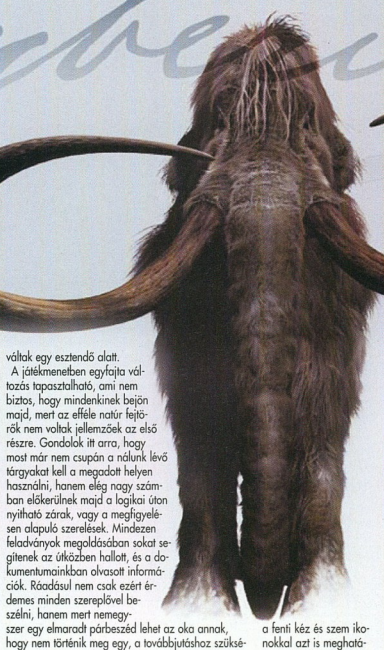 váltak egy esztendő alatt.
A játékmenetben egyfajta vál-
tozás tapasztalható, ami nem
biztos, hogy mindenkinek bejön
majd, mert az efféle natúr fejtö-
rők nem voltak jellemzőek az első
részre. Gondolok itt arra, hogy
most már nem csupán a nálunk lévő
tárgyakat kell a megadott helyen
használni, hanem elég nagy szám-
ban előkerülnek majd a logikai úton
nyitható zárak, vagy a megfigyelé-
sen alapuló szerelések. Mindezen
feladványok megoldásában sokat se-
gítenek az útközben hallott, és a do-
kumentumainkban olvasott informá-
ciók. Ráadásul nem csak ezért ér-
demes minden szereplővel be-
szélni, hanem mert nemegy-
szer egy elmaradt párbeszéd lehet az oka annak,
hogy nem történik meg egy, a továbbjutáshoz szüksé-
a fenti kéz és szem iko-
nokkal azt is meghatá-